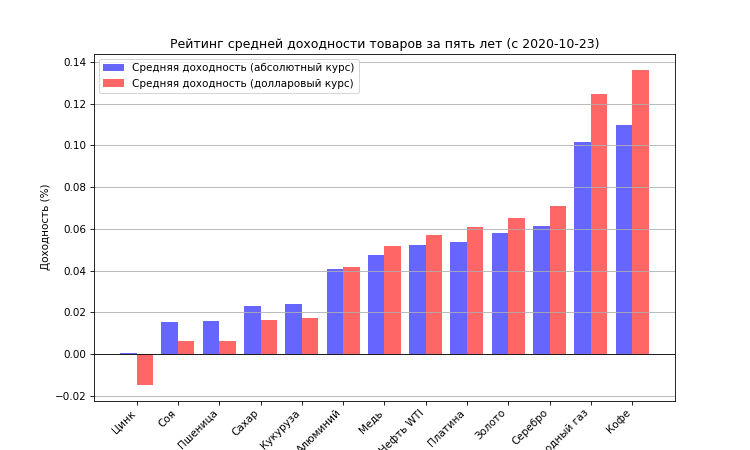 Рейтинг средней доходности товаров за пять лет (с 2020-10-23)
Средняя доходность (абсолютный курс)
Средняя доходность (долларовый курс)
Доходность (%)
0.14
0.12
0.10
0.08
0.06
0.04
0.02
0.00
−0.02
Цинк
Соя
Пшеница
Сахар
Кукуруза
Алюминий
Медь
Нефть WTI
Платина
Золото
Серебро
газ
Кофе